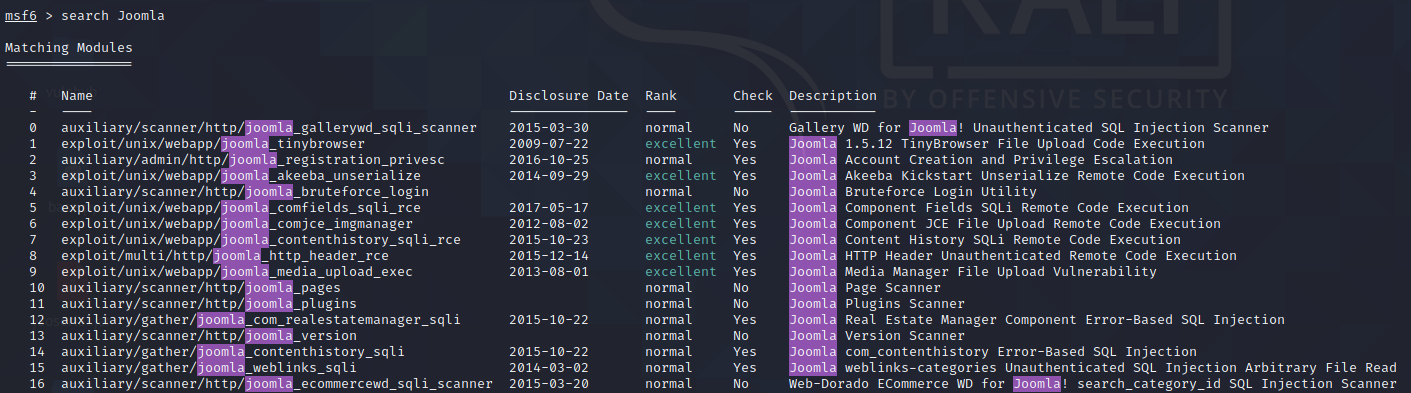 msf6 > search Joomla
Matching Modules
================
# Name Disclosure Date Rank Check Description
- ---- --------------- ---- ----- -----------
0 auxiliary/scanner/http/joomla_gallerywd_sqli_scanner 2015-03-30 normal No Gallery WD for Joomla! Unauthenticated SQL Injection Scanner
1 exploit/unix/webapp/joomla_tinybrowser 2009-07-22 excellent Yes Joomla 1.5.12 TinyBrowser File Upload Code Execution
2 auxiliary/admin/http/joomla_registration_privesc 2016-10-25 normal Yes Joomla Account Creation and Privilege Escalation
3 exploit/unix/webapp/joomla_akeeba_unserialize 2014-09-29 excellent Yes Joomla Akeeba Kickstart Unserialize Remote Code Execution
4 auxiliary/scanner/http/joomla_bruteforce_login normal No Joomla Bruteforce Login Utility
5 exploit/unix/webapp/joomla_comfields_sqli_rce 2017-05-17 excellent Yes Joomla Component Fields SQLi Remote Code Execution
6 exploit/unix/webapp/joomla_comjce_imgmanager 2012-08-02 excellent Yes Joomla Component JCE File Upload Remote Code Execution
7 exploit/unix/webapp/joomla_contenthistory_sqli_rce 2015-10-23 excellent Yes Joomla Content History SQLi Remote Code Execution
8 exploit/multi/http/joomla_http_header_rce 2015-12-14 excellent Yes Joomla HTTP Header Unauthenticated Remote Code Execution
9 exploit/unix/webapp/joomla_media_upload_exec 2013-08-01 excellent Yes Joomla Media Manager File Upload Vulnerability
10 auxiliary/scanner/http/joomla_pages normal No Joomla Page Scanner
11 auxiliary/scanner/http/joomla_plugins normal No Joomla Plugins Scanner
12 auxiliary/gather/joomla_com_realestatemanager_sqli 2015-10-22 normal Yes Joomla Real Estate Manager Component Error-Based SQL Injection
13 auxiliary/scanner/http/joomla_version normal No Joomla Version Scanner
14 auxiliary/gather/joomla_contenthistory_sqli 2015-10-22 normal Yes Joomla com_contenthistory Error-Based SQL Injection
15 auxiliary/gather/joomla_weblinks_sqli 2014-03-02 normal Yes Joomla weblinks-categories Unauthenticated SQL Injection Arbitrary File Read
16 auxiliary/scanner/http/joomla_ecommercewd_sqli_scanner 2015-03-20 normal No Web-Dorado ECommerce WD for Joomla! search_category_id SQL Injection Scanner
KALI
BY OFFENSIVE SECURITY